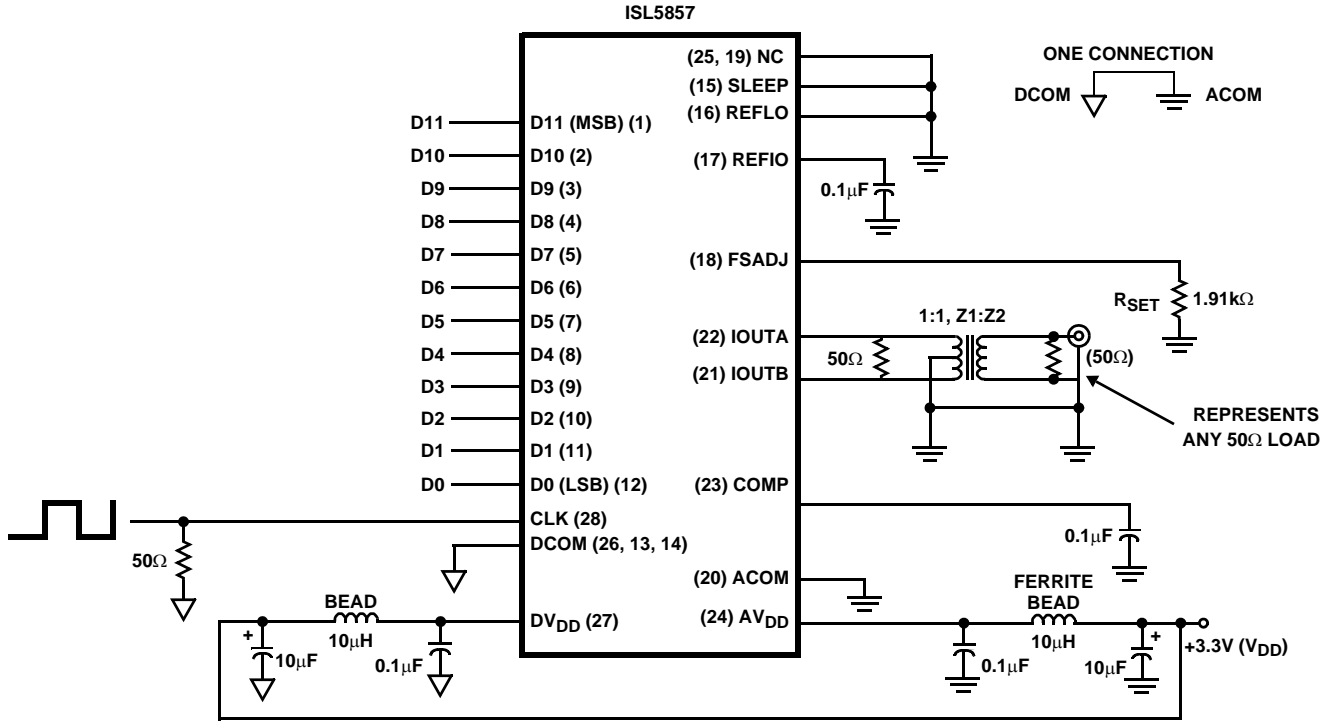 ISL5857
(25, 19) NC
(15) SLEEP
(16) REFLO
(17) REFIO
0.1μF
ONE CONNECTION
DCOM
ACOM
D11
D11 (MSB) (1)
D10
D10 (2)
D9
D9 (3)
D8
D8 (4)
D7
D7 (5)
D6
D6 (6)
D5
D5 (7)
D4
D4 (8)
D3
D3 (9)
D2
D2 (10)
D1
D1 (11)
D0
D0 (LSB) (12)
CLK (28)
50Ω
DCOM (26, 13, 14)
(18) FSADJ
RSET
1.91kΩ
1:1, Z1:Z2
(22) IOUTA
50Ω
(50Ω)
(21) IOUTB
REPRESENTS
ANY 50Ω LOAD
(23) COMP
0.1μF
(20) ACOM
BEAD
DVDD (27)
+
10μF
10μH
0.1μF
FERRITE
BEAD
(24) AVDD
10μH
+
+3.3V (VDD)
0.1μF
10μF